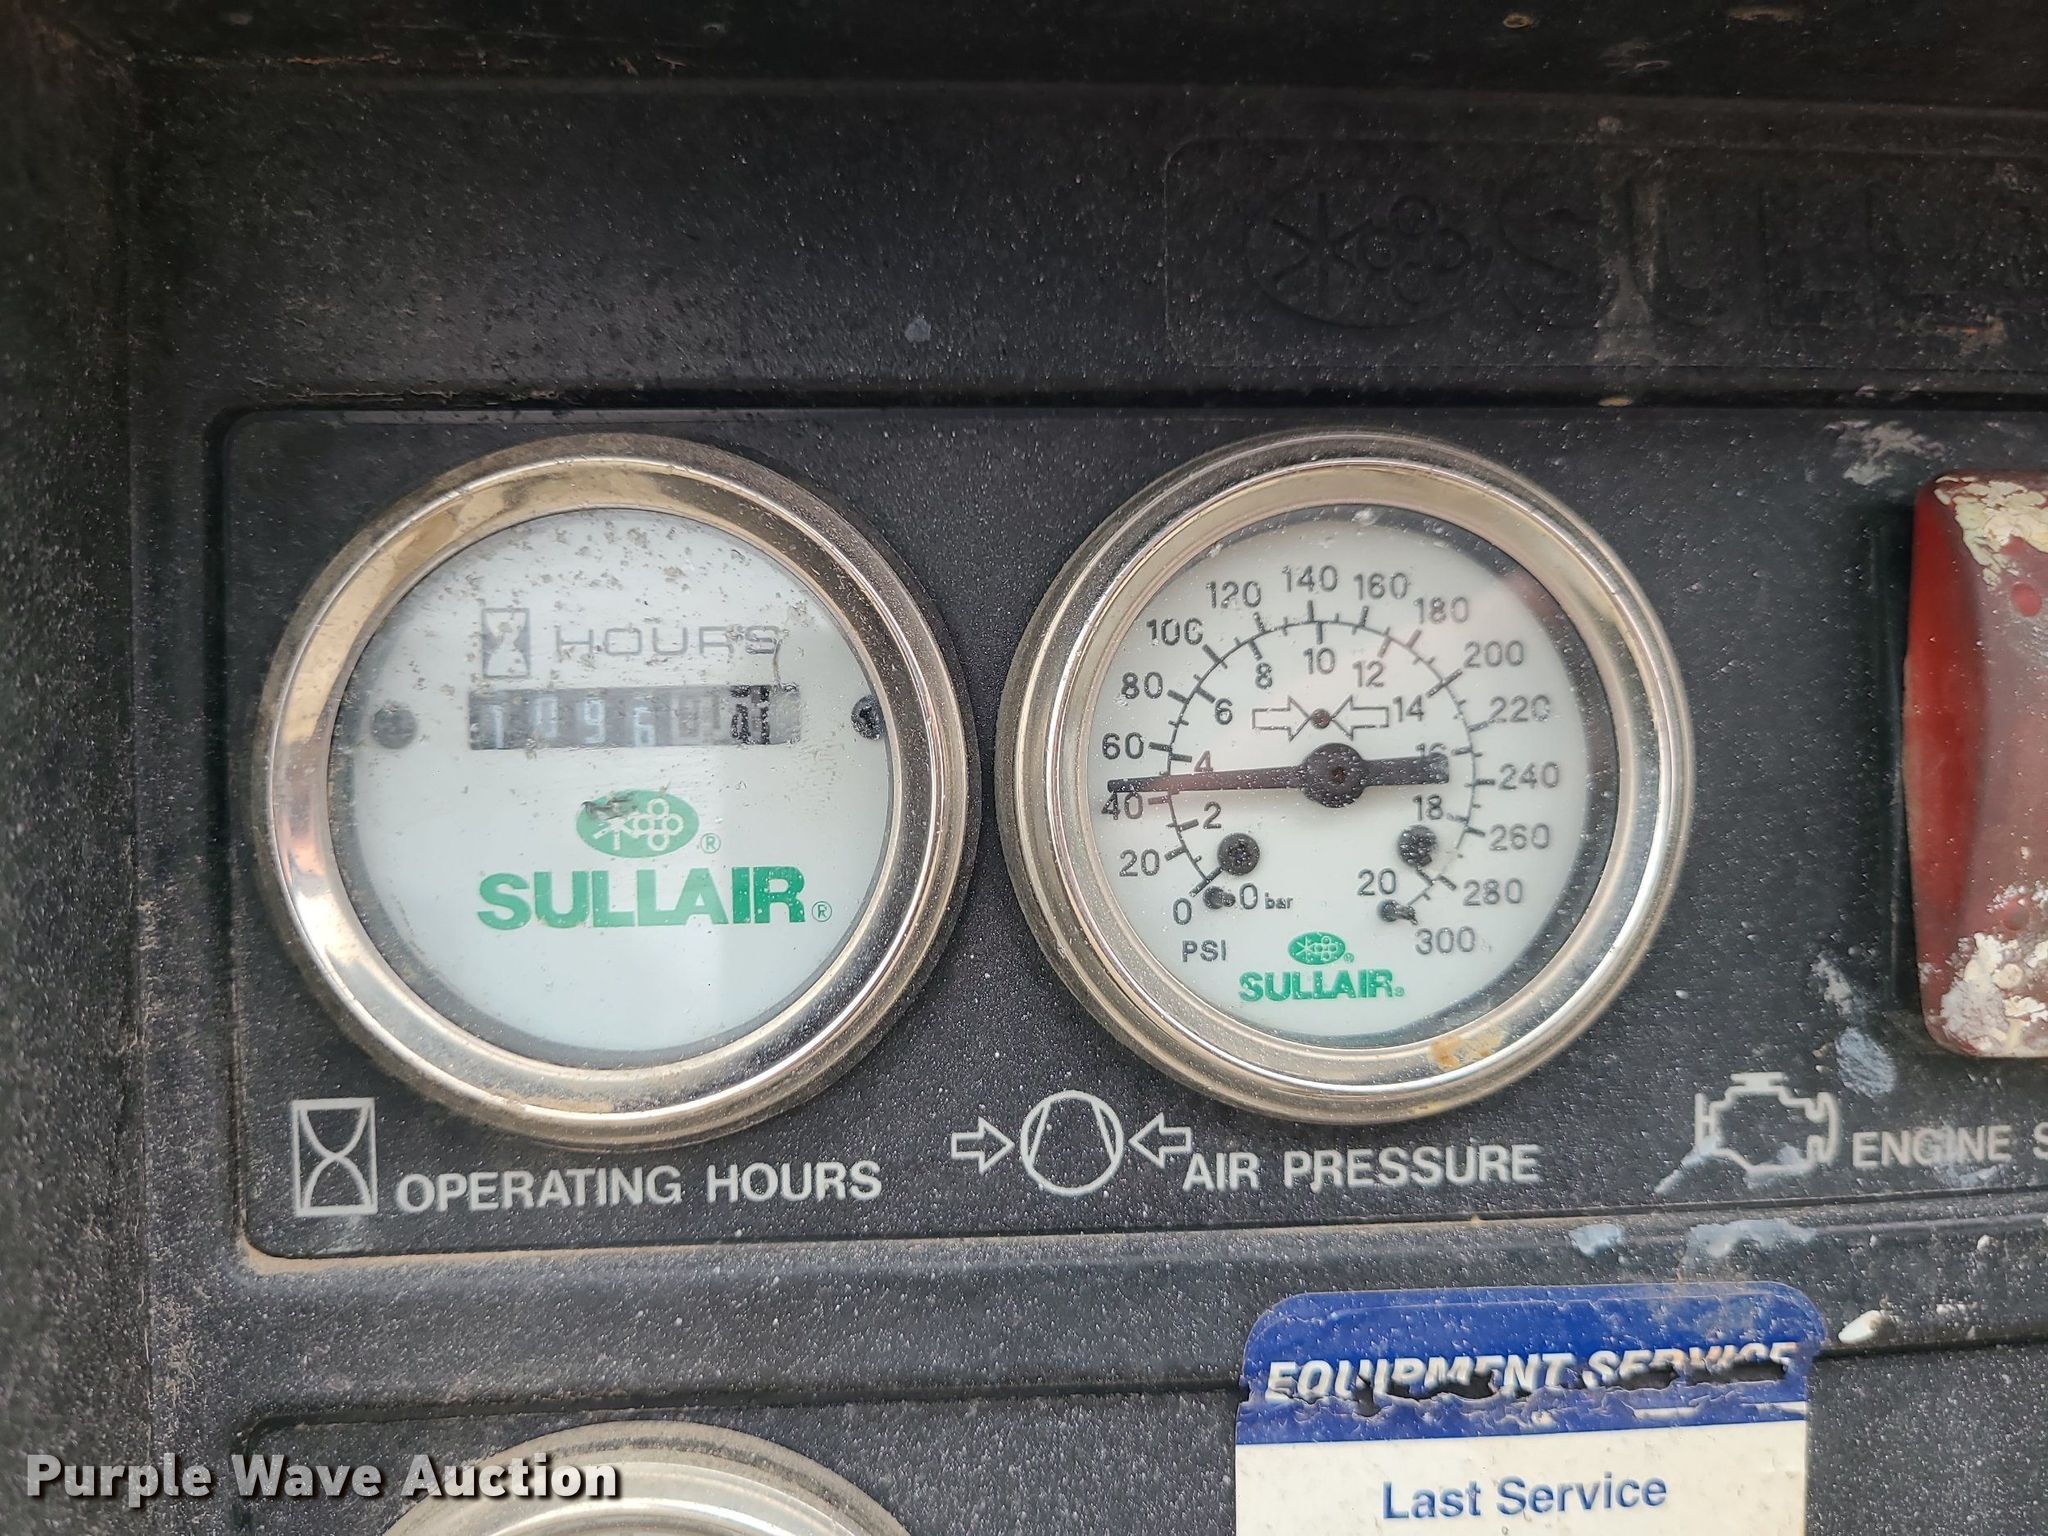 HOURS
SULLAIR®
140
120 160
100 180
10
8 12
80 200
6 14
60 220
4 16
40 240
2 18
20 260
0 0 bar 20 280
PSI 300
SULLAIR®
OPERATING HOURS
AIR PRESSURE
ENGINE S
EQUIPMENT SERVICE
Last Service
Purple Wave Auction